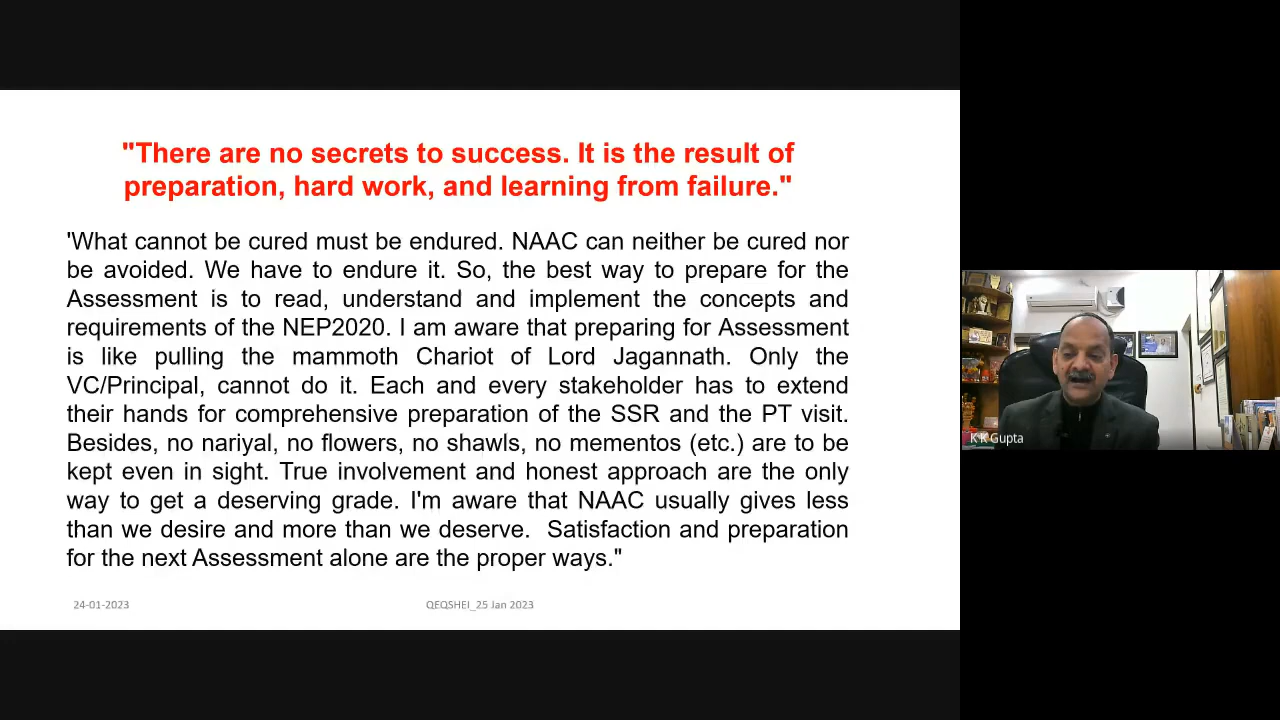 "There are no secrets to success. It is the result of
preparation, hard work, and learning from failure."
'What cannot be cured must be endured. NAAC can neither be cured nor
be avoided. We have to endure it. So, the best way to prepare for the
Assessment is to read, understand and implement the concepts and
requirements of the NEP2020. I am aware that preparing for Assessment
is like pulling the mammoth Chariot of Lord Jagannath. Only the
VC/Principal, cannot do it. Each and every stakeholder has to extend
their hands for comprehensive preparation of the SSR and the PT visit.
Besides, no nariyal, no flowers, no shawls, no mementos (etc.) are to be
kept even in sight. True involvement and honest approach are the only
way to get a deserving grade. I'm aware that NAAC usually gives less
than we desire and more than we deserve. Satisfaction and preparation
for the next Assessment alone are the proper ways."
24-01-2023
QEQSHEI_25 Jan 2023
K K Gupta